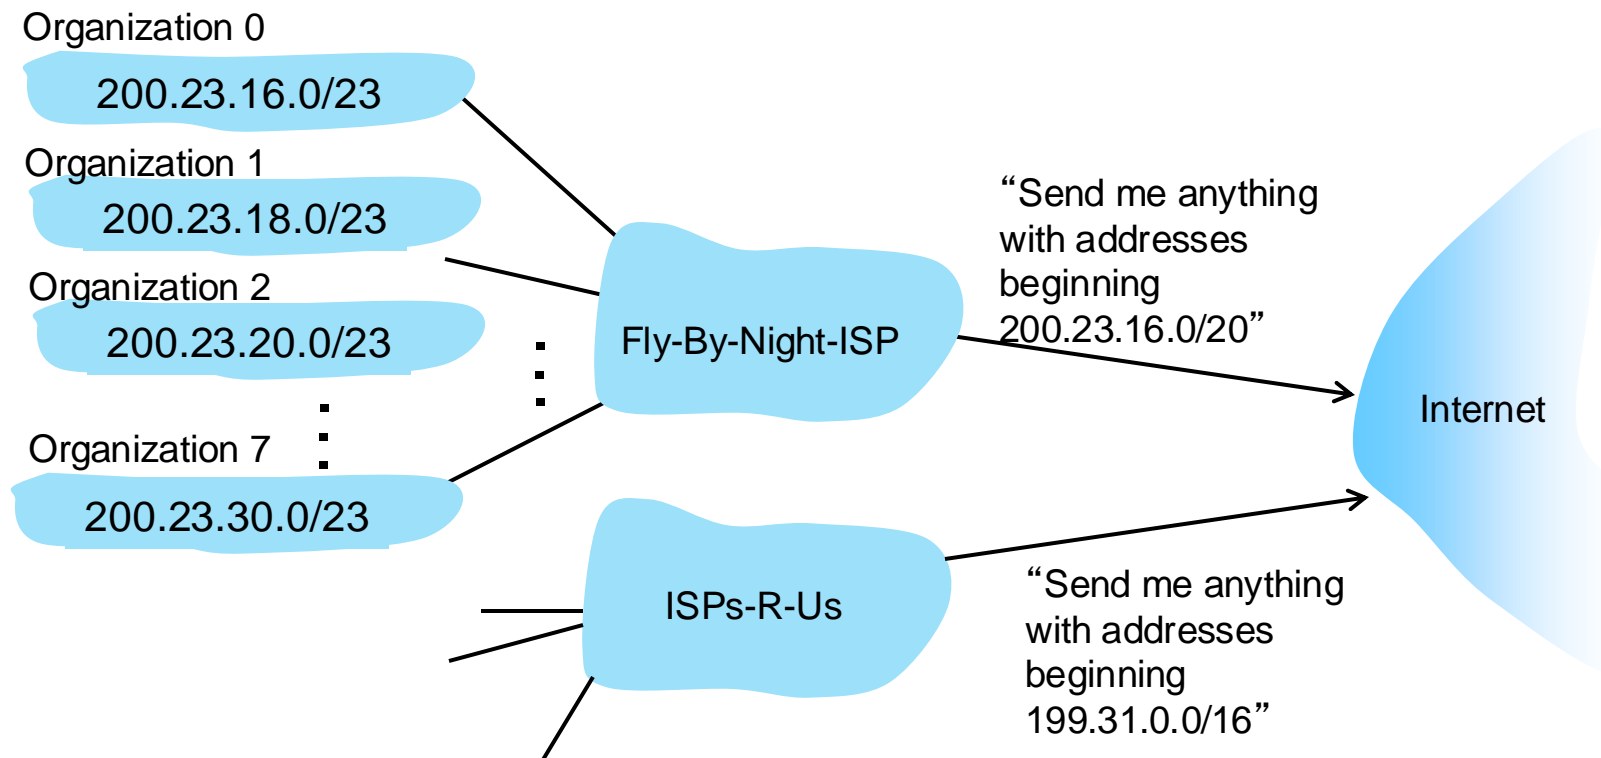 Organization 0
200.23.16.0/23
Organization 1
200.23.18.0/23
Organization 2
200.23.20.0/23
Organization 7
200.23.30.0/23
Fly-By-Night-ISP
“Send me anything
with addresses
beginning
200.23.16.0/20”
Internet
ISPs-R-Us
“Send me anything
with addresses
beginning
199.31.0.0/16”